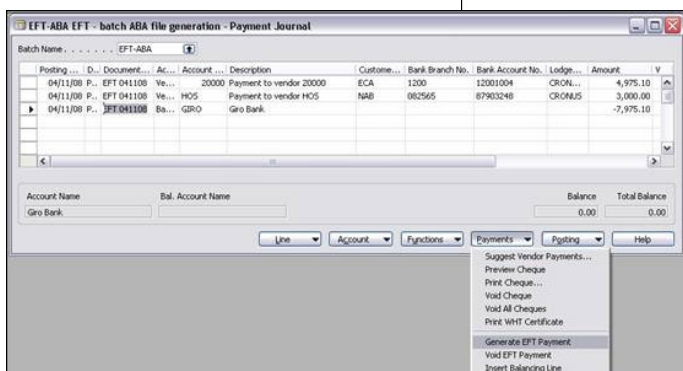 EFT-ABA EFT - batch ABA file generation - Payment Journal
Batch Name . . . . . . . EFT-ABA
Posting ... D... Document... Ac... Account ... Description Custome... Bank Branch No. Bank Account No. Lodge... Amount V
04/11/08 P... EFT 041108 Ve... 20000 Payment to vendor 20000 ECA 1200 12001004 CRON... 4,975.10
04/11/08 P... EFT 041108 Ve... HOS Payment to vendor HOS NAB 082565 87903248 CRONUS 3,000.00
04/11/08 P... EFT 041108 Ba... GIRO Giro Bank -7,975.10
Account Name Bal. Account Name Balance Total Balance
Giro Bank 0.00 0.00
Line Account Functions Payments Posting Help
Suggest Vendor Payments...
Preview Cheque
Print Cheque...
Void Cheque
Void All Cheques
Print WHT Certificate
Generate EFT Payment
Void EFT Payment
Insert Balancing Line